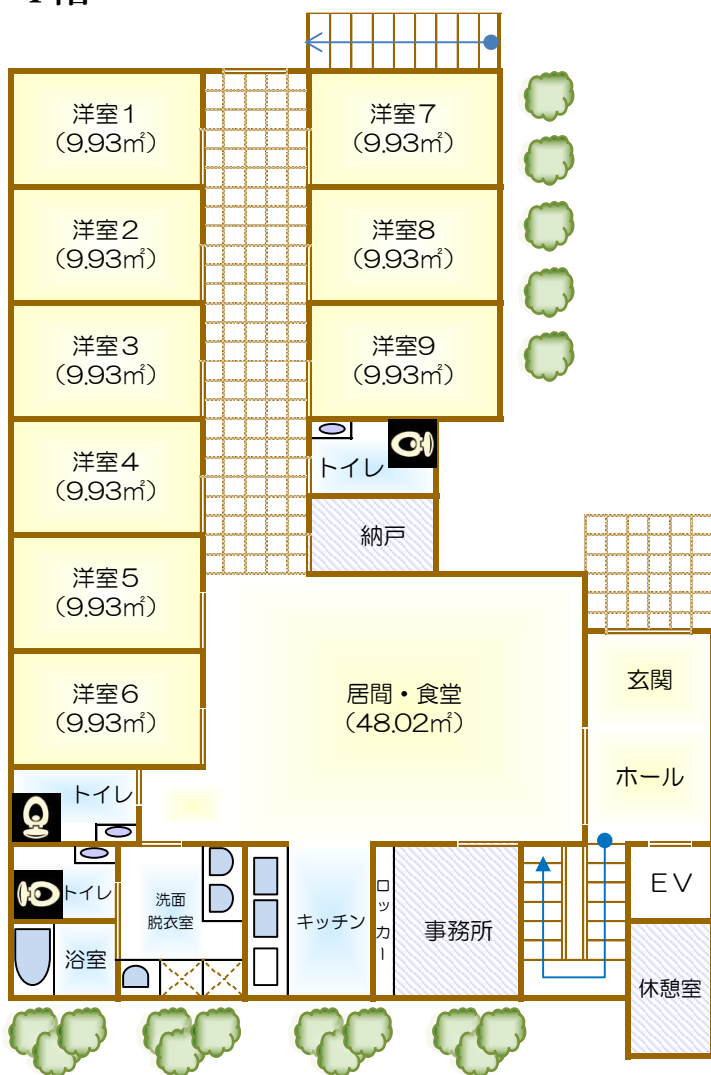 洋室1
（9.93㎡）
洋室7
（9.93㎡）
洋室2
（9.93㎡）
洋室8
（9.93㎡）
洋室3
（9.93㎡）
洋室9
（9.93㎡）
洋室4
（9.93㎡）
トイレ
納戸
洋室5
（9.93㎡）
洋室6
（9.93㎡）
居間・食堂
（48.02㎡）
玄関
ホール
トイレ
トイレ
洗面
脱衣室
浴室
キッチン
ロッカー
事務所
EV
休憩室